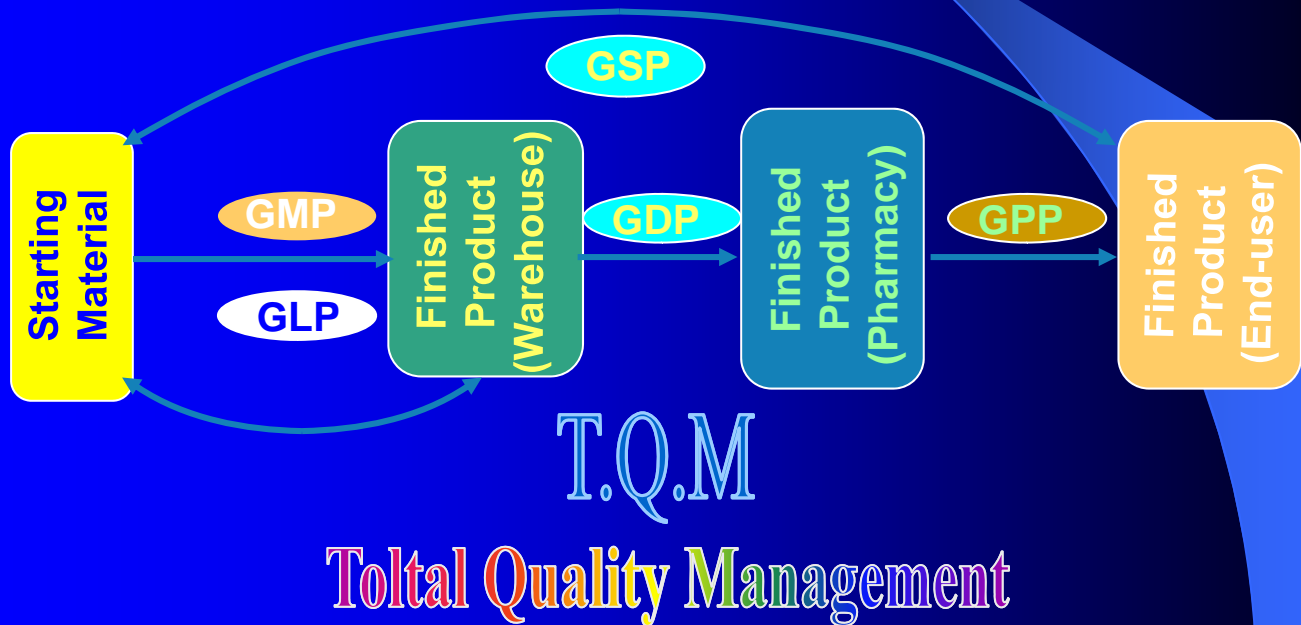 GSP
Starting
Material
GMP
GLP
Finished
Product
(Warehouse)
GDP
Finished
Product
(Pharmacy)
GPP
Finished
Product
(End-user)
T.Q.M
Toltal Quality Management